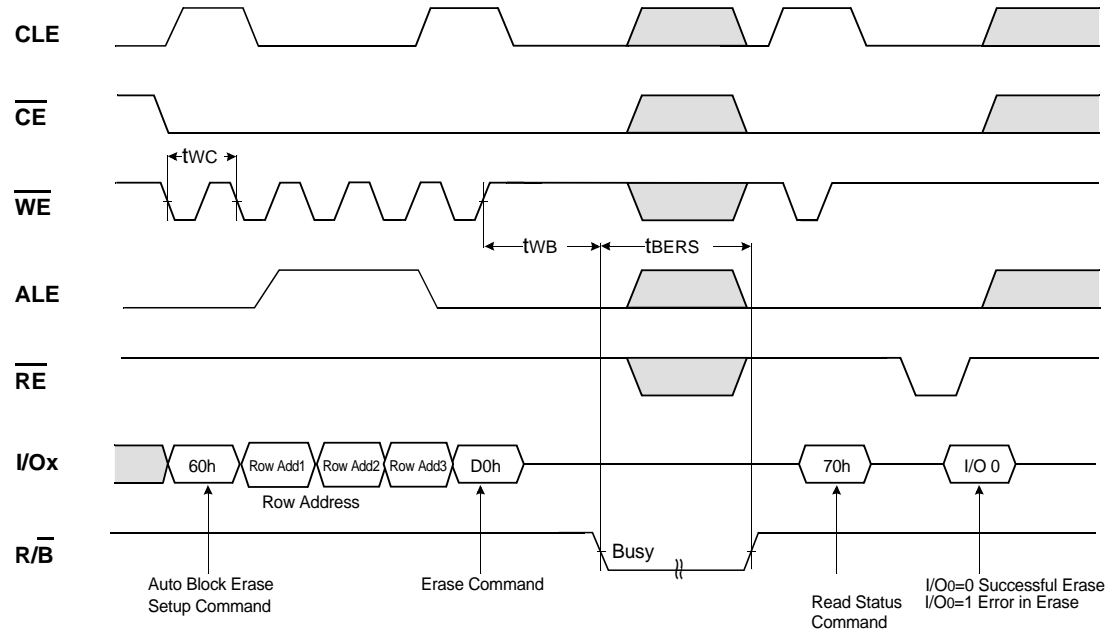 CLE
CE
tWC
WE
tWB
tBERS
ALE
RE
I/Ox
60h
Row Add1
Row Add2
Row Add3
D0h
70h
I/O 0
Row Address
R/B
Busy
Auto Block Erase
Setup Command
Erase Command
Read Status
Command
I/O0=0 Successful Erase
I/O0=1 Error in Erase